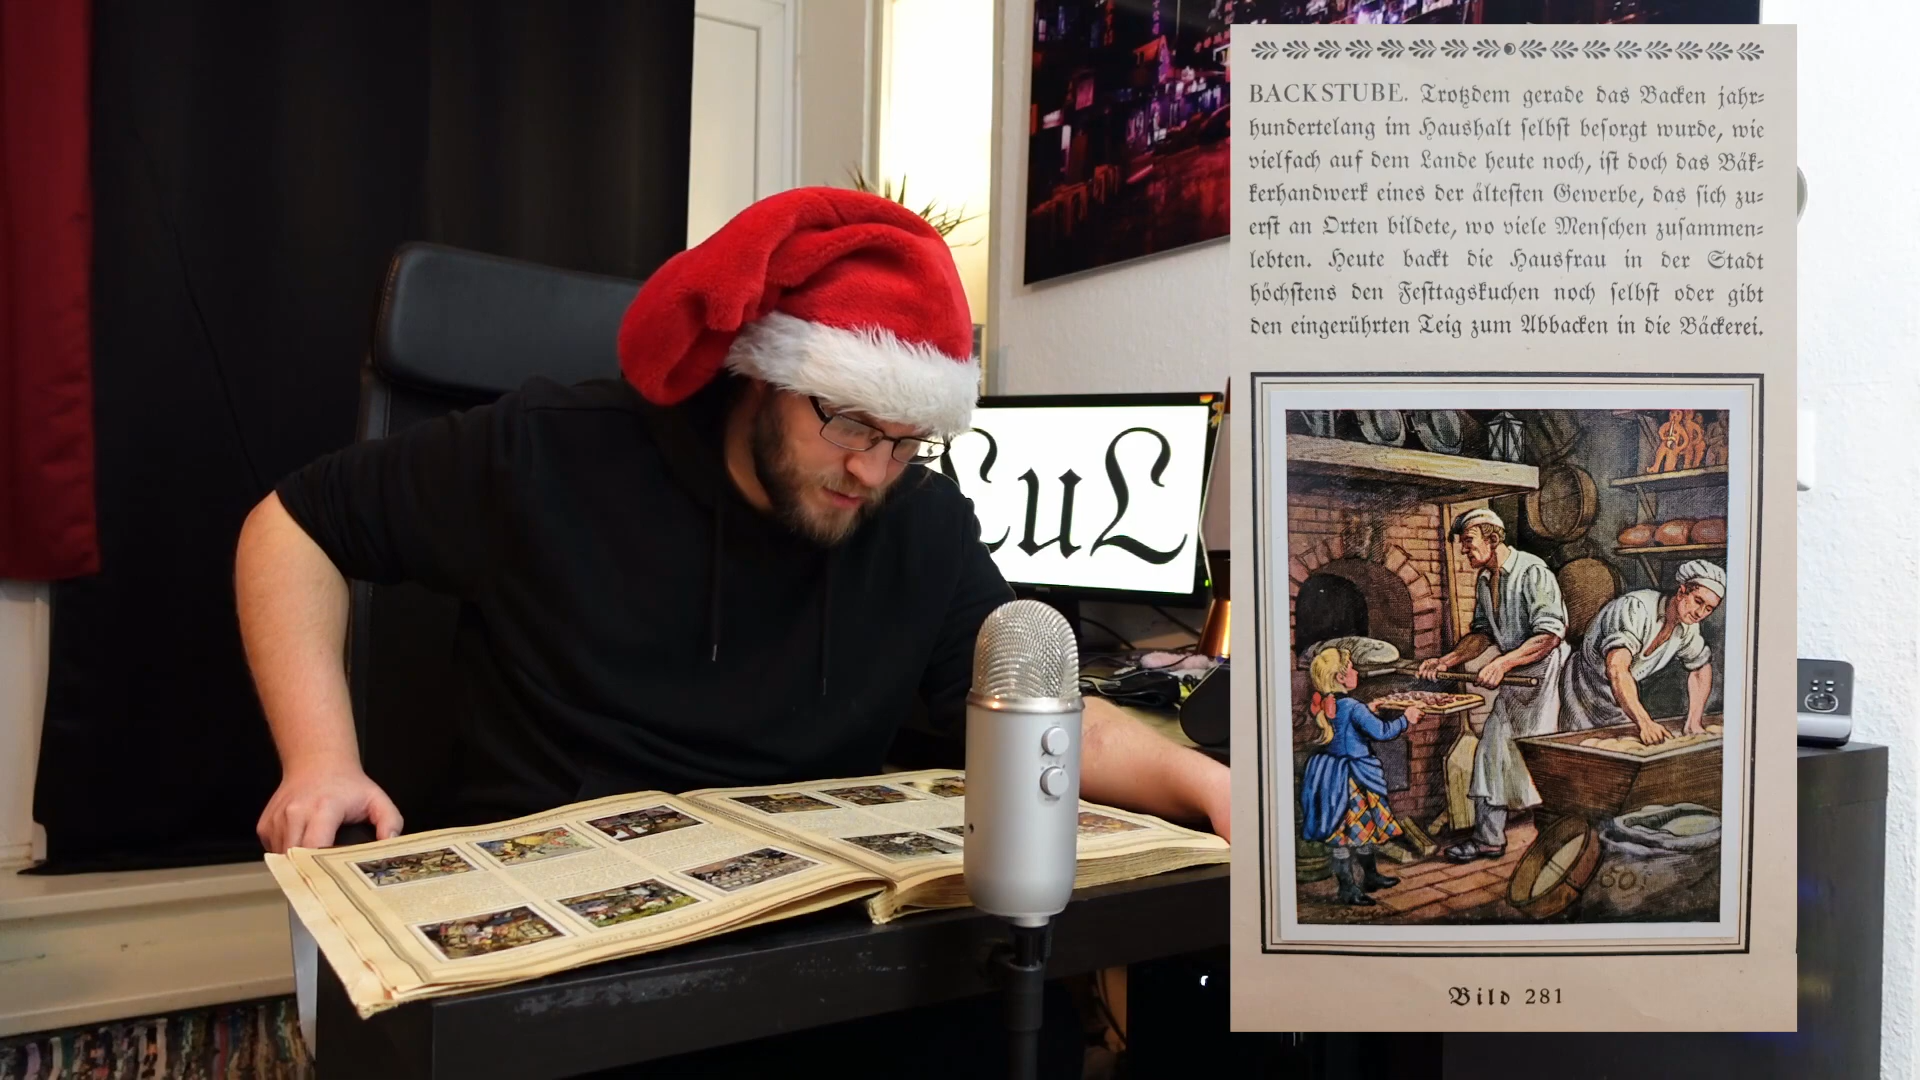 BACKSTUBE. Trotzdem gerade das Backen jahr-
hundertelang im Haushalt selbst besorgt wurde, wie
vielfach auf dem Lande heute noch, ist doch das Bäk-
kerhandwerk eines der ältesten Gewerbe, das sich zu-
erst an Orten bildete, wo viele Menschen zusammen-
lebten. Heute backt die Hausfrau in der Stadt
höchstens den Festtagskuchen noch selbst oder gibt
den eingerührten Teig zum Abbacken in die Bäckerei.
50
Bild 281
LuL